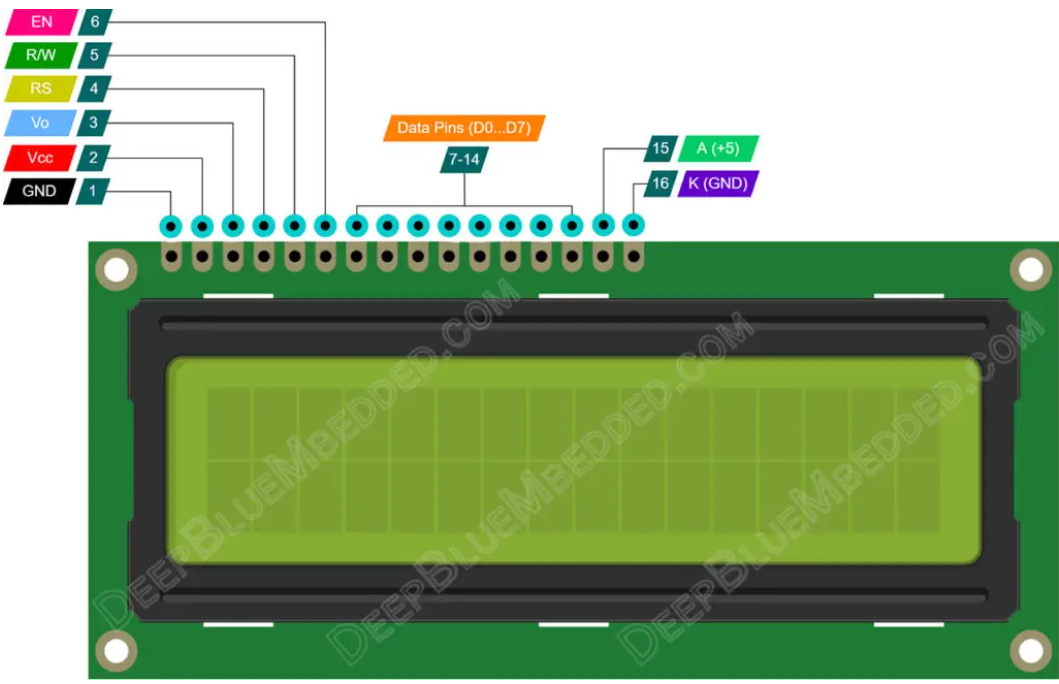 EN 6
R/W 5
RS 4
Vo 3
Vcc 2
GND 1
Data Pins (D0...D7)
7-14
15 A (+5)
16 K (GND)
DEEPBLUEMBEDDED.COM
DEEPBLUEMBEDDED.COM
DEEPBLUEMBEDDED.COM